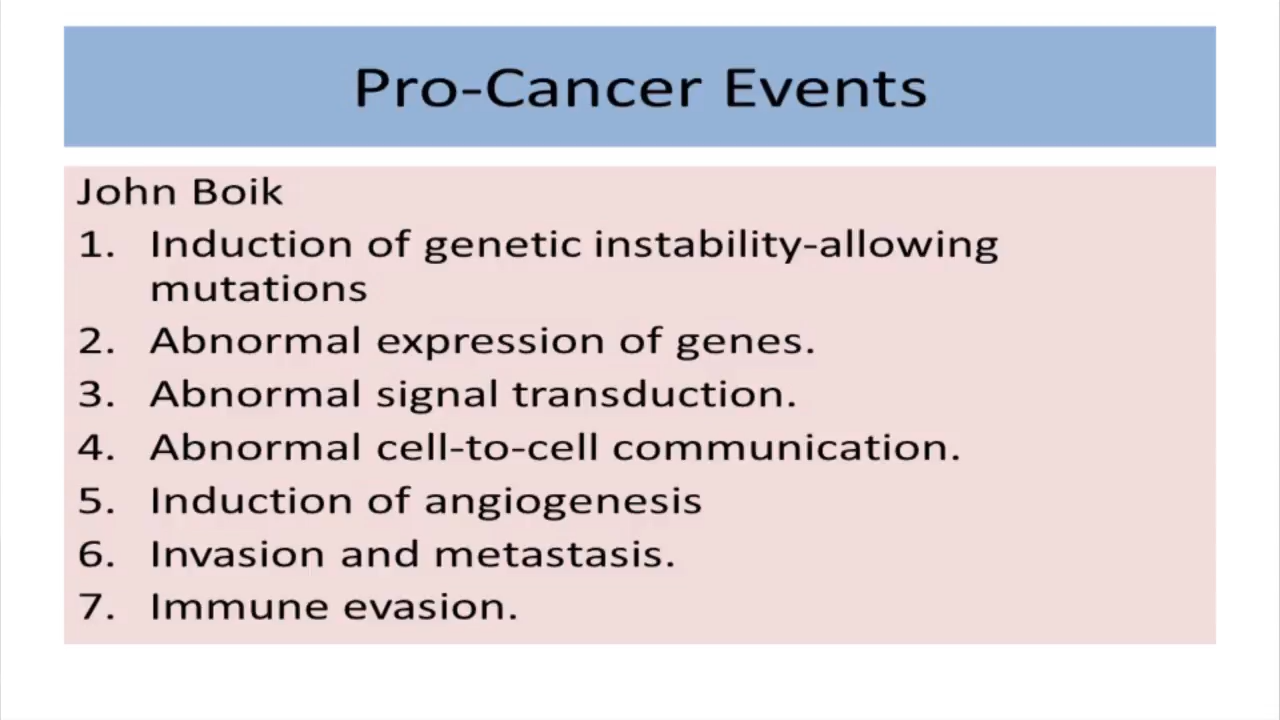 Pro-Cancer Events
John Boik
1. Induction of genetic instability-allowing
mutations
2. Abnormal expression of genes.
3. Abnormal signal transduction.
4. Abnormal cell-to-cell communication.
5. Induction of angiogenesis
6. Invasion and metastasis.
7. Immune evasion.